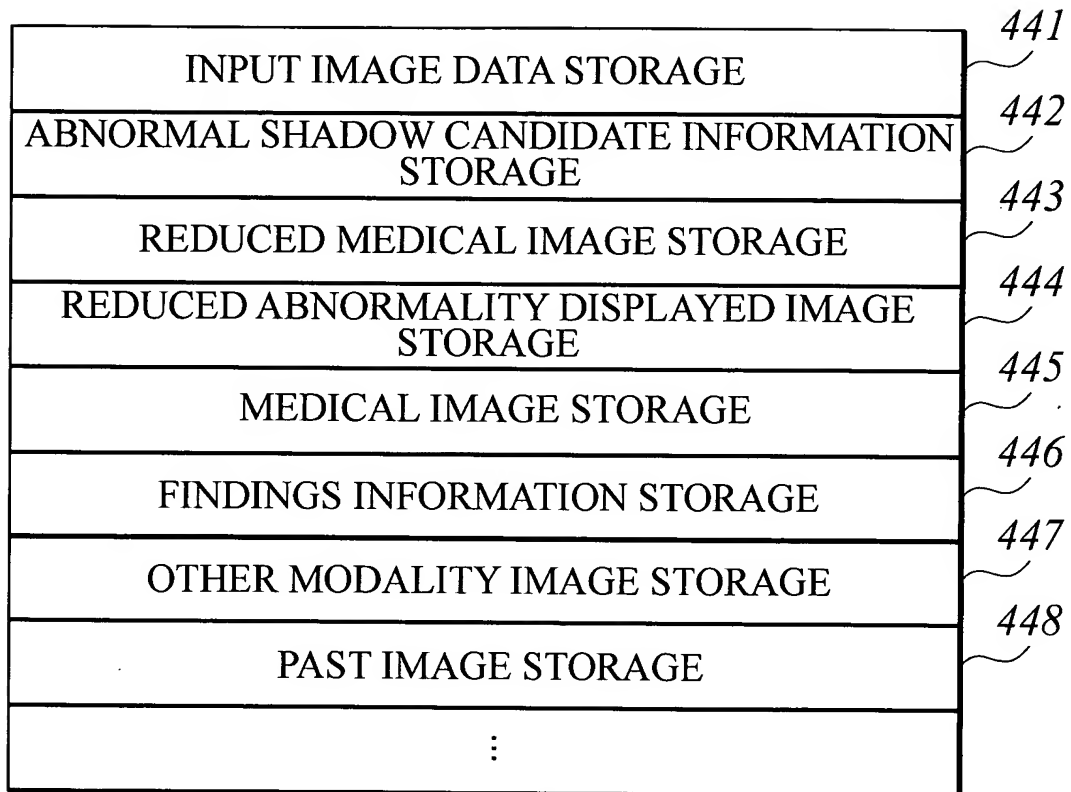 441
INPUT IMAGE DATA STORAGE
442
ABNORMAL SHADOW CANDIDATE INFORMATION
STORAGE
443
REDUCED MEDICAL IMAGE STORAGE
444
REDUCED ABNORMALITY DISPLAYED IMAGE
STORAGE
445
MEDICAL IMAGE STORAGE
446
FINDINGS INFORMATION STORAGE
447
OTHER MODALITY IMAGE STORAGE
448
PAST IMAGE STORAGE
⋮